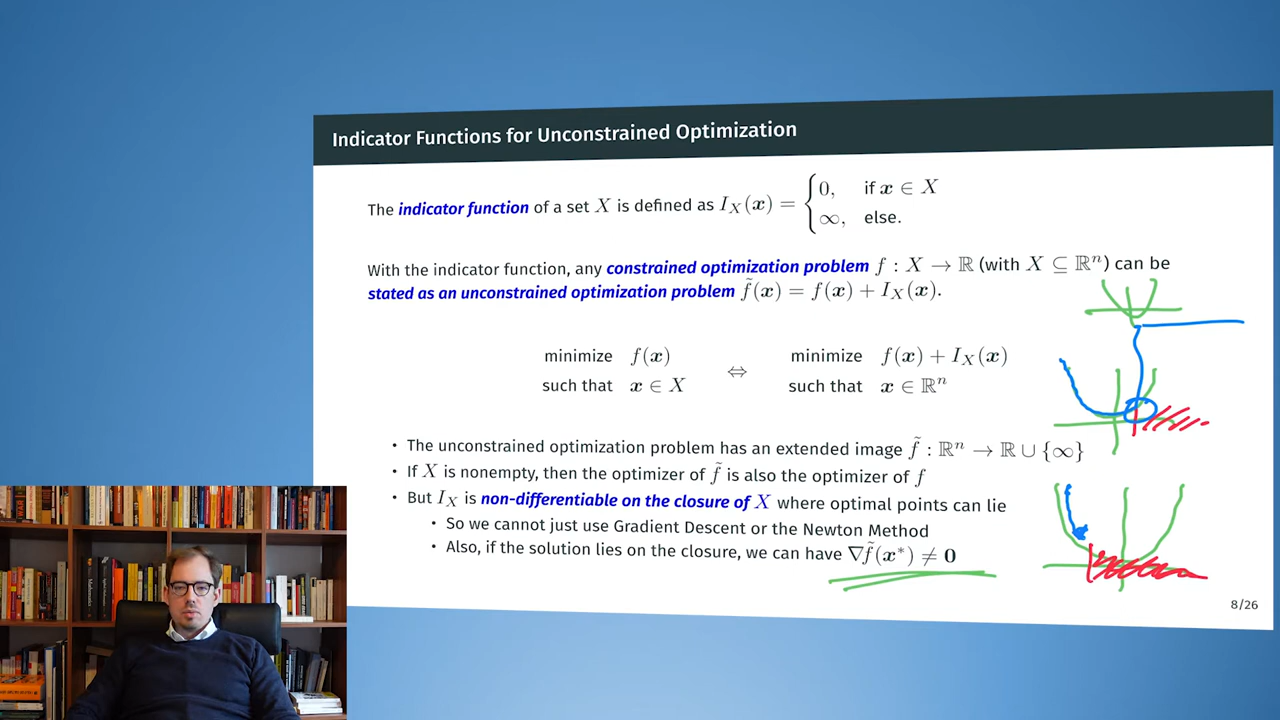 Indicator Functions for Unconstrained Optimization
The indicator function of a set X is defined as I_X(x) = { 0, if x ∈ X
∞, else.
With the indicator function, any constrained optimization problem f : X → ℝ (with X ⊆ ℝⁿ) can be
stated as an unconstrained optimization problem f̃(x) = f(x) + I_X(x).
minimize f(x) ⇔ minimize f(x) + I_X(x)
such that x ∈ X such that x ∈ ℝⁿ
• The unconstrained optimization problem has an extended image f̃ : ℝⁿ → ℝ ∪ {∞}
• If X is nonempty, then the optimizer of f̃ is also the optimizer of f
• But I_X is non-differentiable on the closure of X where optimal points can lie
• So we cannot just use Gradient Descent or the Newton Method
• Also, if the solution lies on the closure, we can have ∇f̃(x*) ≠ 0
8/26